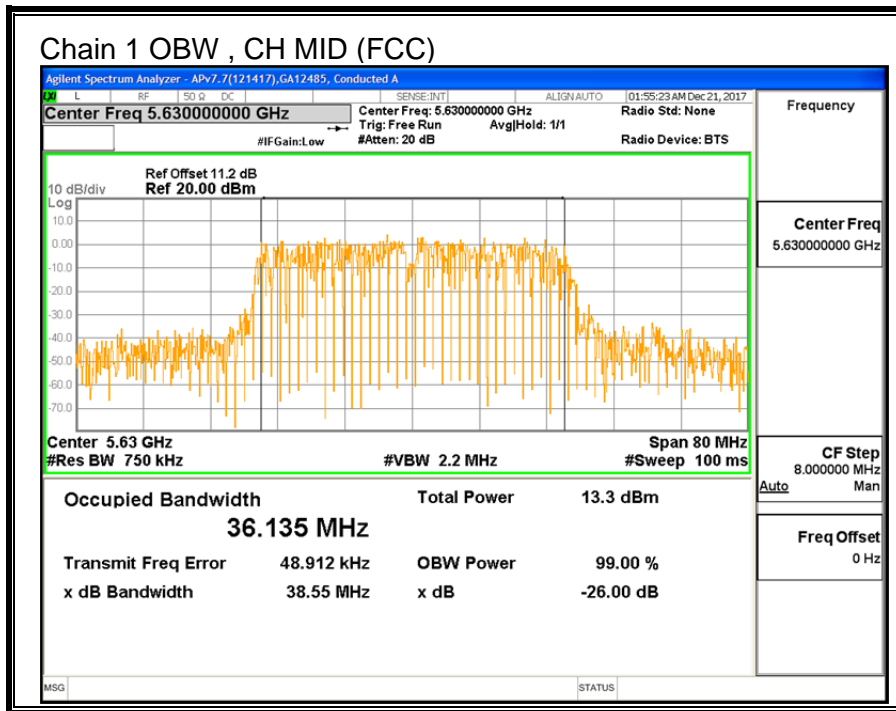 Chain 1 OBW , CH MID (FCC)
Agilent Spectrum Analyzer - APv7.7(121417),GA12485, Conducted A
LXI L RF 50 Ω DC SENSE:INT ALIGN AUTO 01:55:23 AM Dec 21, 2017
Center Freq 5.630000000 GHz
Center Freq: 5.630000000 GHz
Radio Std: None
Trig: Free Run Avg|Hold: 1/1
#IFGain:Low
#Atten: 20 dB
Radio Device: BTS
Ref Offset 11.2 dB
10 dB/div Ref 20.00 dBm
Log
10.0
0.00
-10.0
-20.0
-30.0
-40.0
-50.0
-60.0
-70.0
Center 5.63 GHz Span 80 MHz
#Res BW 750 kHz #VBW 2.2 MHz #Sweep 100 ms
Occupied Bandwidth Total Power 13.3 dBm
36.135 MHz
Transmit Freq Error 48.912 kHz OBW Power 99.00 %
x dB Bandwidth 38.55 MHz x dB -26.00 dB
MSG STATUS
Frequency
Center Freq
5.630000000 GHz
CF Step
8.000000 MHz
Auto Man
Freq Offset
0 Hz